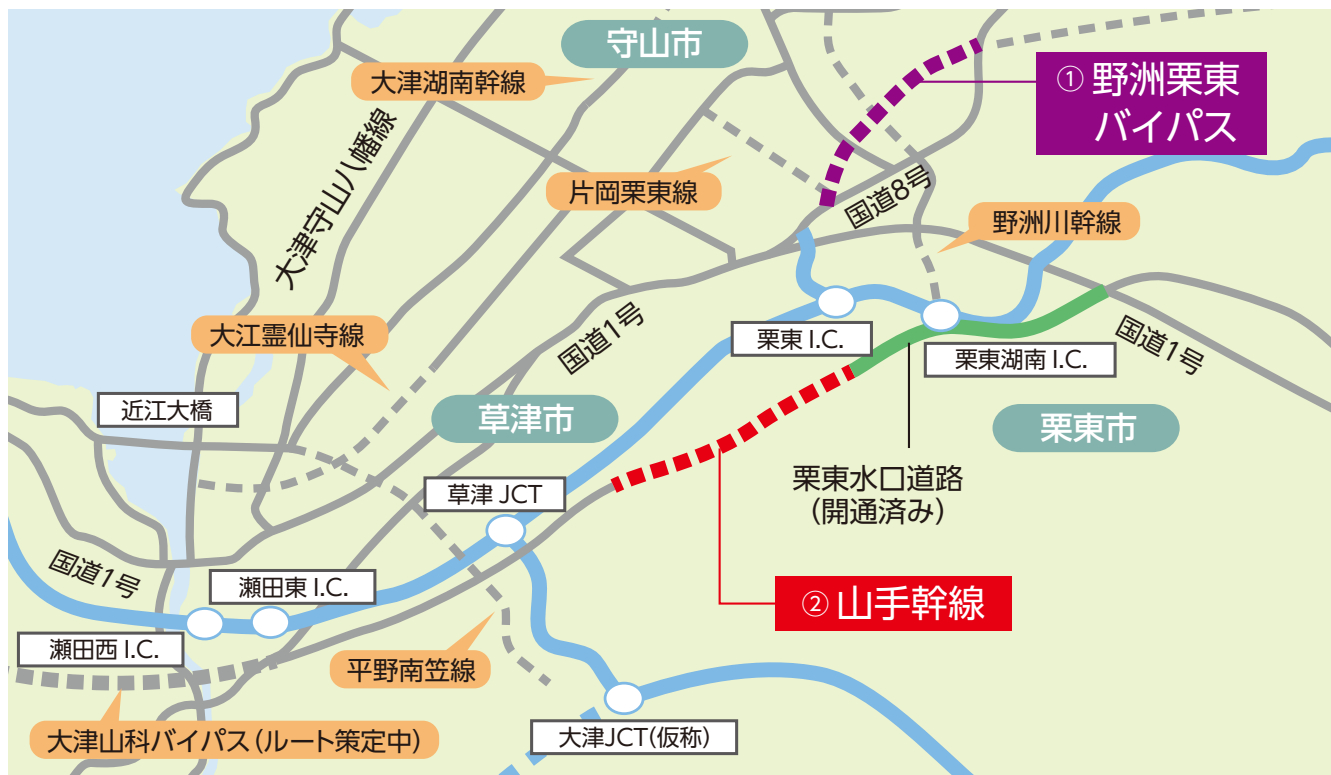 守山市
大津湖南幹線
① 野洲栗東
バイパス
大津守山八幡線
片岡栗東線
国道8号
野洲川幹線
大江霊仙寺線
国道1号
栗東 I.C.
栗東湖南 I.C.
国道1号
近江大橋
草津市
栗東市
草津 JCT
栗東水口道路
(開通済み)
国道1号
瀬田東 I.C.
② 山手幹線
瀬田西 I.C.
平野南笠線
大津山科バイパス(ルート策定中)
大津JCT(仮称)